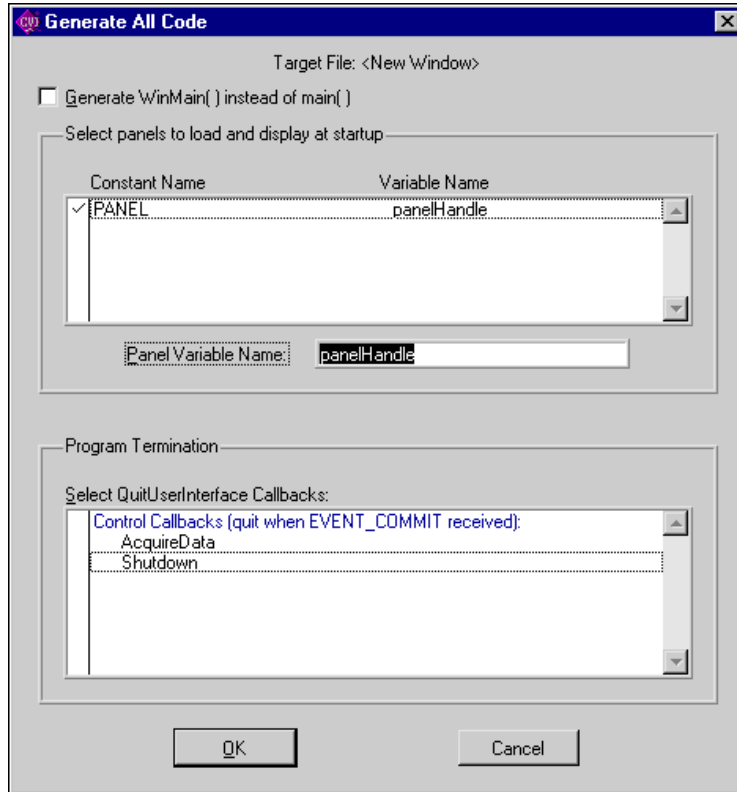 CVI Generate All Code
Target File: <New Window>
Generate WinMain( ) instead of main( )
Select panels to load and display at startup
Constant Name Variable Name
PANEL panelHandle
Panel Variable Name: panelHandle
Program Termination
Select QuitUserInterface Callbacks:
Control Callbacks (quit when EVENT_COMMIT received):
AcquireData
Shutdown
OK Cancel